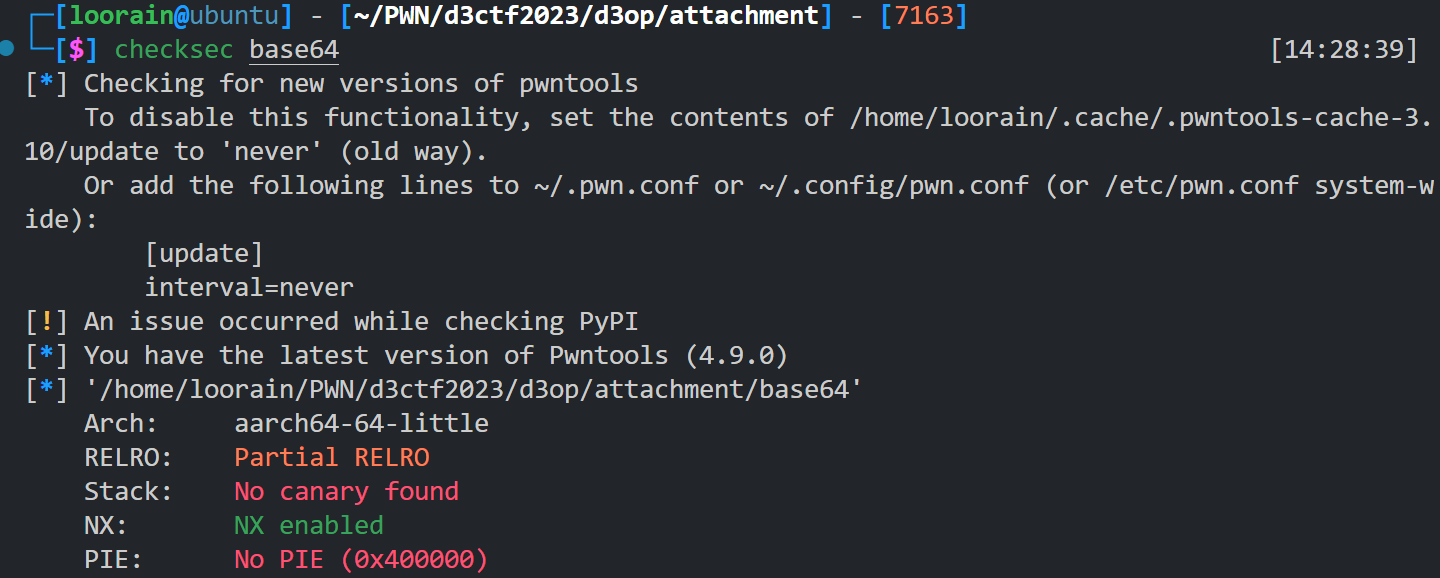 [loorain@ubuntu] - [~/PWN/d3ctf2023/d3op/attachment] - [7163]
[$] checksec base64 [14:28:39]
[*] Checking for new versions of pwntools
    To disable this functionality, set the contents of /home/loorain/.cache/.pwntools-cache-3.
10/update to 'never' (old way).
    Or add the following lines to ~/.pwn.conf or ~/.config/pwn.conf (or /etc/pwn.conf system-w
ide):
        [update]
        interval=never
[!] An issue occurred while checking PyPI
[*] You have the latest version of Pwntools (4.9.0)
[*] '/home/loorain/PWN/d3ctf2023/d3op/attachment/base64'
    Arch:     aarch64-64-little
    RELRO:    Partial RELRO
    Stack:    No canary found
    NX:       NX enabled
    PIE:      No PIE (0x400000)